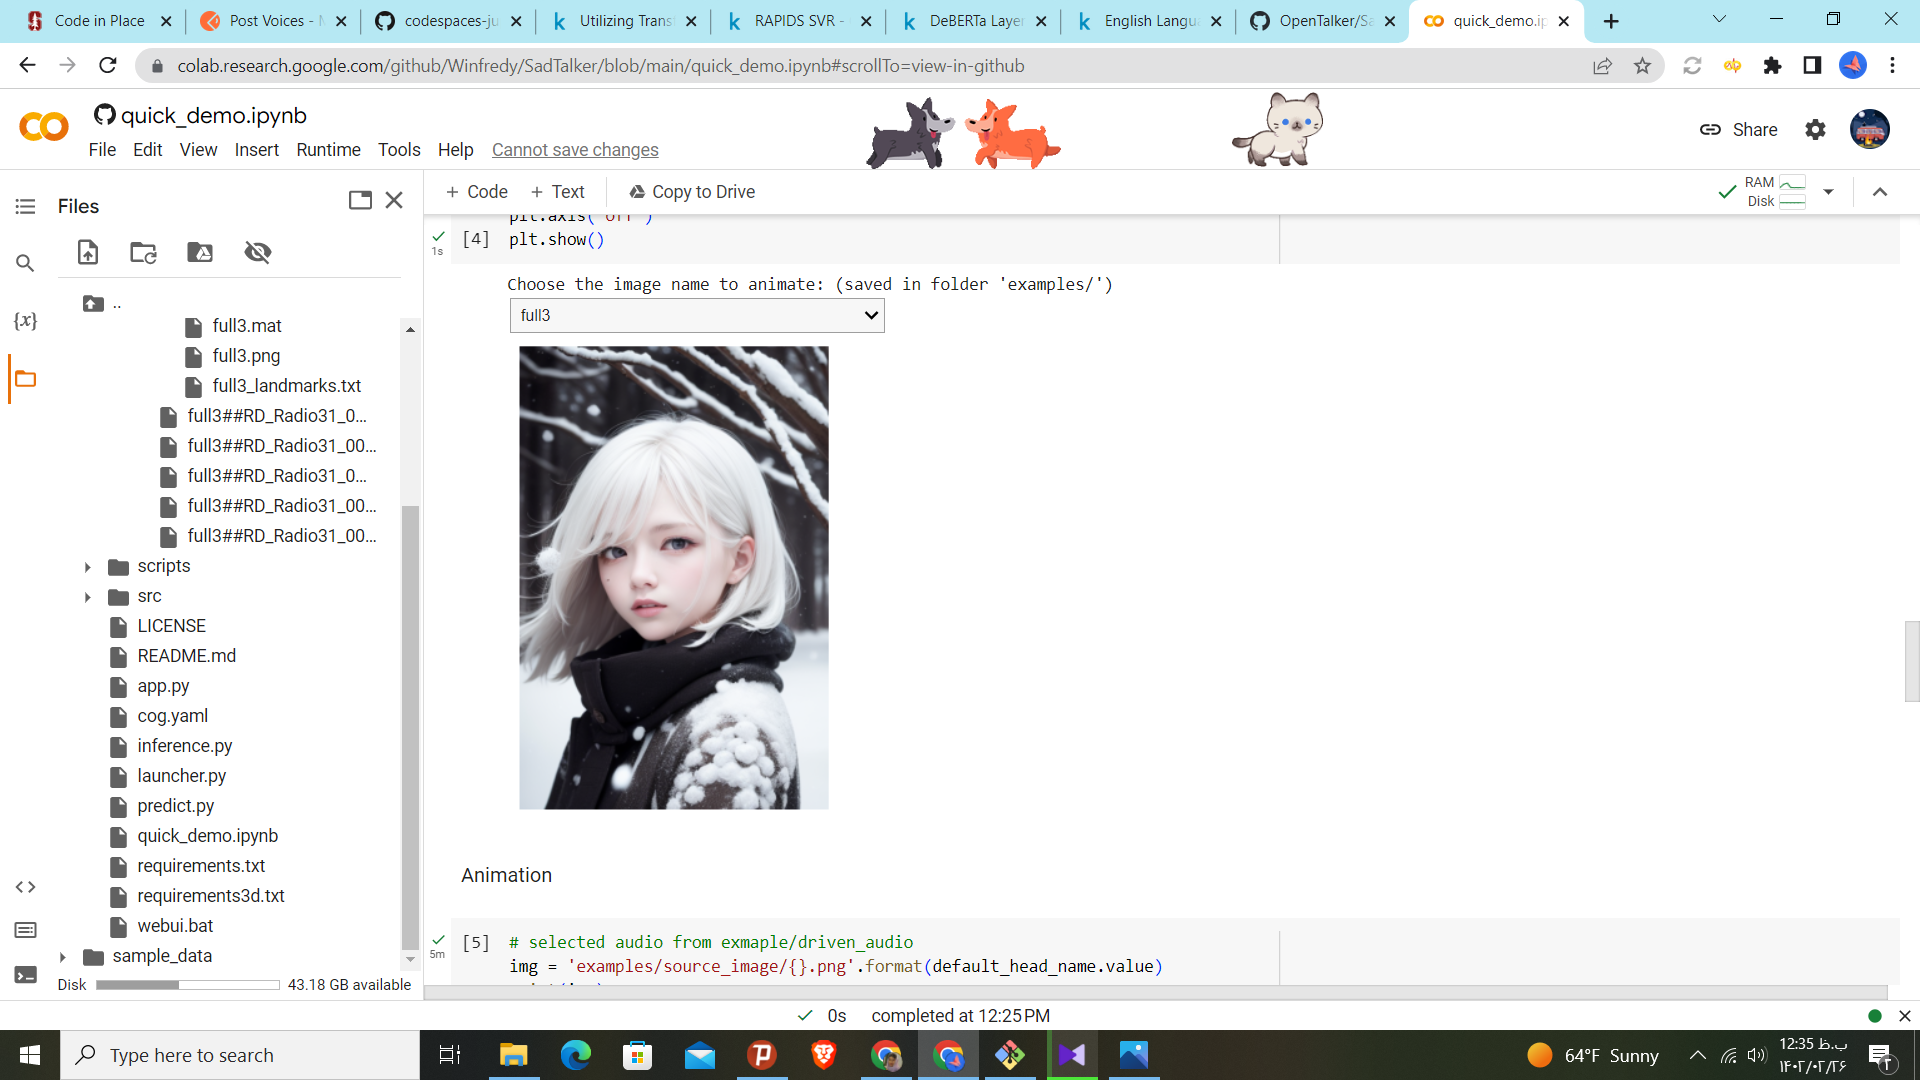 Code in Place
Post Voices - M
codespaces-ju
Utilizing Transf
RAPIDS SVR -
DeBERTa Layer
English Langua
OpenTalker/Sa
quick_demo.ip
colab.research.google.com/github/Winfredy/SadTalker/blob/main/quick_demo.ipynb#scrollTo=view-in-github
quick_demo.ipynb
File Edit View Insert Runtime Tools Help Cannot save changes
Share
Files
+ Code + Text Copy to Drive
RAM
Disk
..
full3.mat
full3.png
full3_landmarks.txt
full3##RD_Radio31_0...
full3##RD_Radio31_00...
full3##RD_Radio31_0...
full3##RD_Radio31_00...
full3##RD_Radio31_00...
scripts
src
LICENSE
README.md
app.py
cog.yaml
inference.py
launcher.py
predict.py
quick_demo.ipynb
requirements.txt
requirements3d.txt
webui.bat
sample_data
Disk 43.18 GB available
{x}
plt.axis('off')
1s
[4] plt.show()
Choose the image name to animate: (saved in folder 'examples/')
full3
Animation
5m
[5] # selected audio from exmaple/driven_audio
img = 'examples/source_image/{}.png'.format(default_head_name.value)
0s completed at 12:25 PM
Type here to search
64°F Sunny
12:35 ب.ظ
۱۴۰۲/۰۲/۲۶
۲